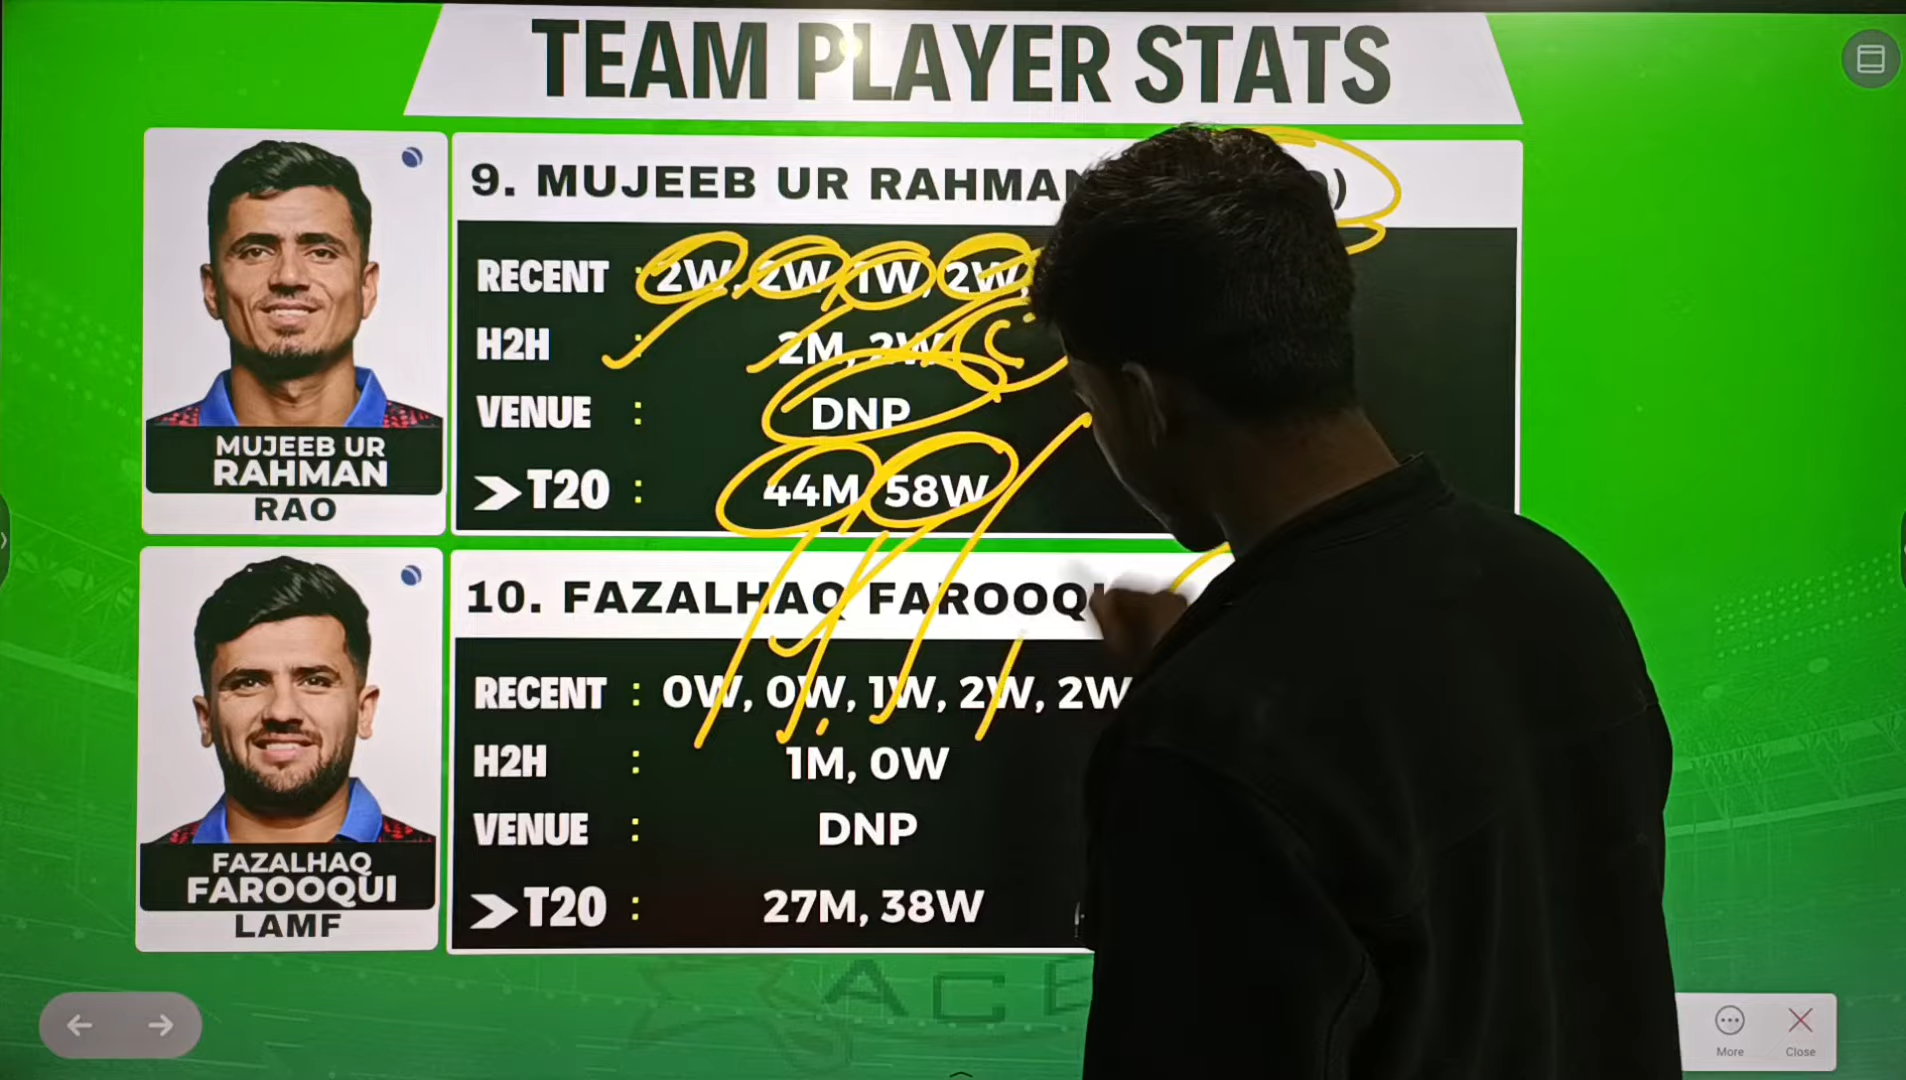 TEAM PLAYER STATS
9. MUJEEB UR RAHMAN
RECENT : 2W, 2W, 1W, 2W,
H2H : 2M, 2W
VENUE : DNP
T20 : 44M, 58W
MUJEEB UR
RAHMAN
RAO
10. FAZALHAQ FAROOQ
RECENT : 0W, 0W, 1W, 2W, 2W
H2H : 1M, 0W
VENUE : DNP
T20 : 27M, 38W
FAZALHAQ
FAROOQUI
LAMF
ACE
More
Close